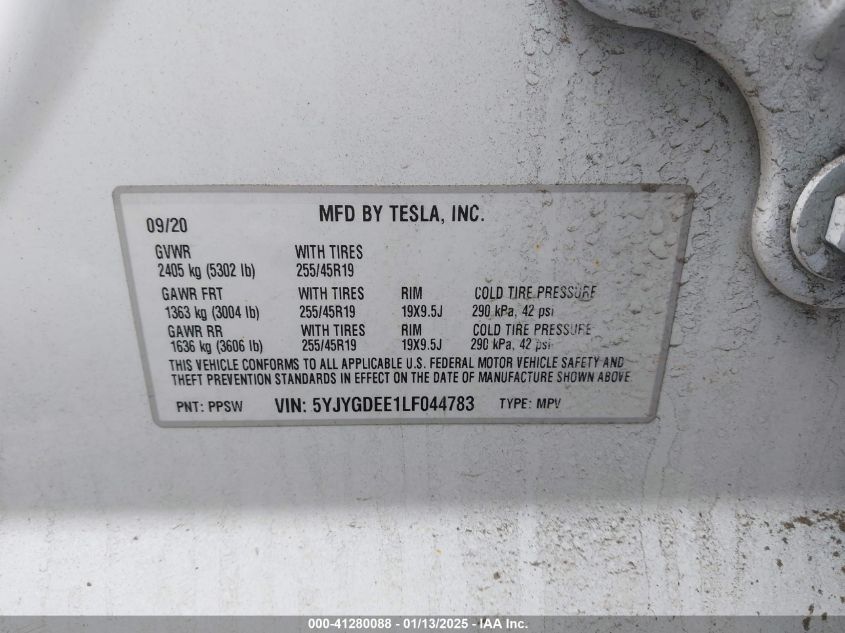 MFD BY TESLA, INC.
09/20
GVWR WITH TIRES
2405 kg (5302 lb) 255/45R19
GAWR FRT WITH TIRES RIM COLD TIRE PRESSURE
1363 kg (3004 lb) 255/45R19 19X9.5J 290 kPa, 42 psi
GAWR RR WITH TIRES RIM COLD TIRE PRESSURE
1636 kg (3606 lb) 255/45R19 19X9.5J 290 kPa, 42 psi
THIS VEHICLE CONFORMS TO ALL APPLICABLE U.S. FEDERAL MOTOR VEHICLE SAFETY AND
THEFT PREVENTION STANDARDS IN EFFECT ON THE DATE OF MANUFACTURE SHOWN ABOVE
PNT: PPSW VIN: 5YJYGDEE1LF044783 TYPE: MPV
000-41280088 - 01/13/2025 - IAA Inc.